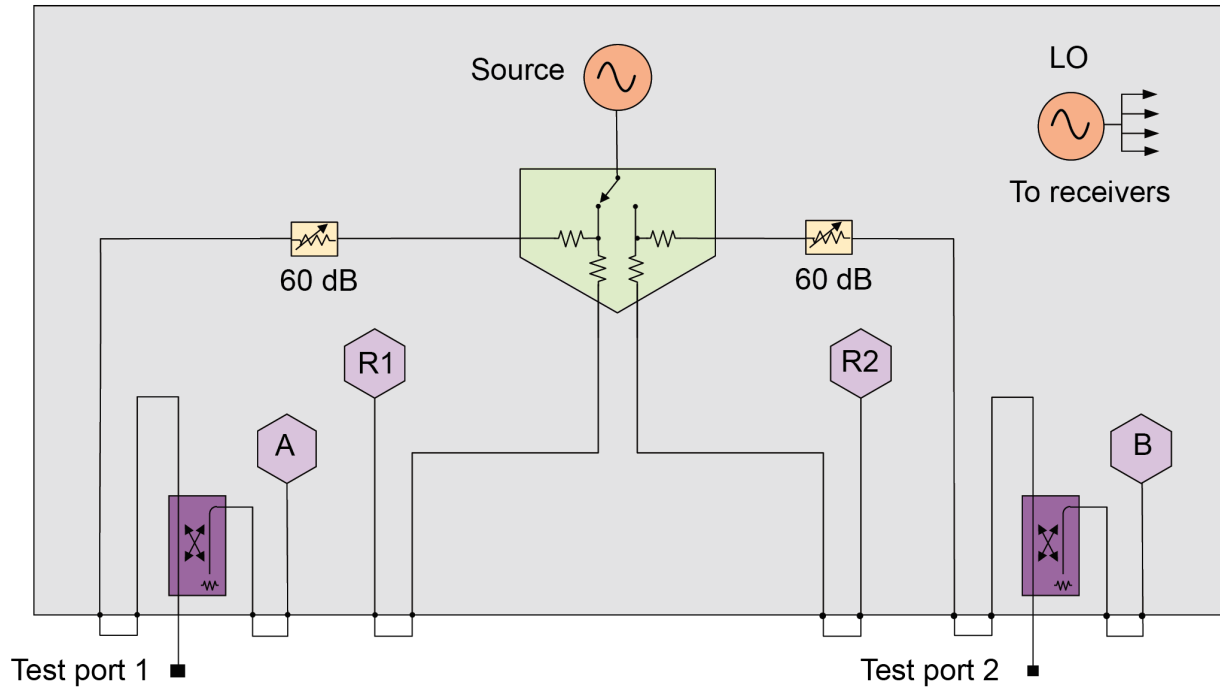 Source
LO
To receivers
60 dB
60 dB
R1
R2
A
B
Test port 1
Test port 2